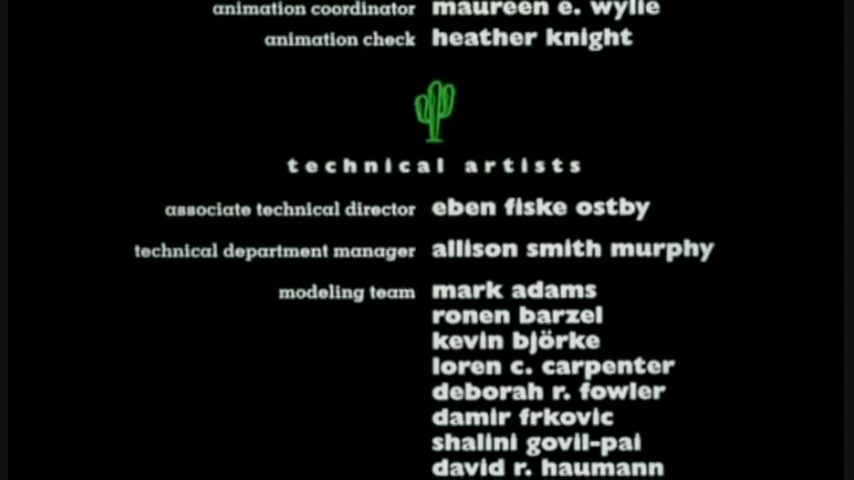 animation coordinator maureen e. wylie
animation check heather knight
technical artists
associate technical director eben fiske ostby
technical department manager allison smith murphy
modeling team mark adams
ronen barzel
kevin björke
loren c. carpenter
deborah r. fowler
damir frkovic
shalini govil-pai
david r. haumann